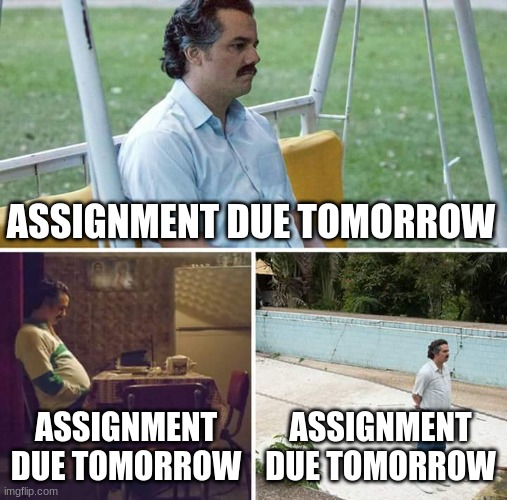 ASSIGNMENT DUE TOMORROW
ASSIGNMENT
DUE TOMORROW
ASSIGNMENT
DUE TOMORROW
imgflip.com